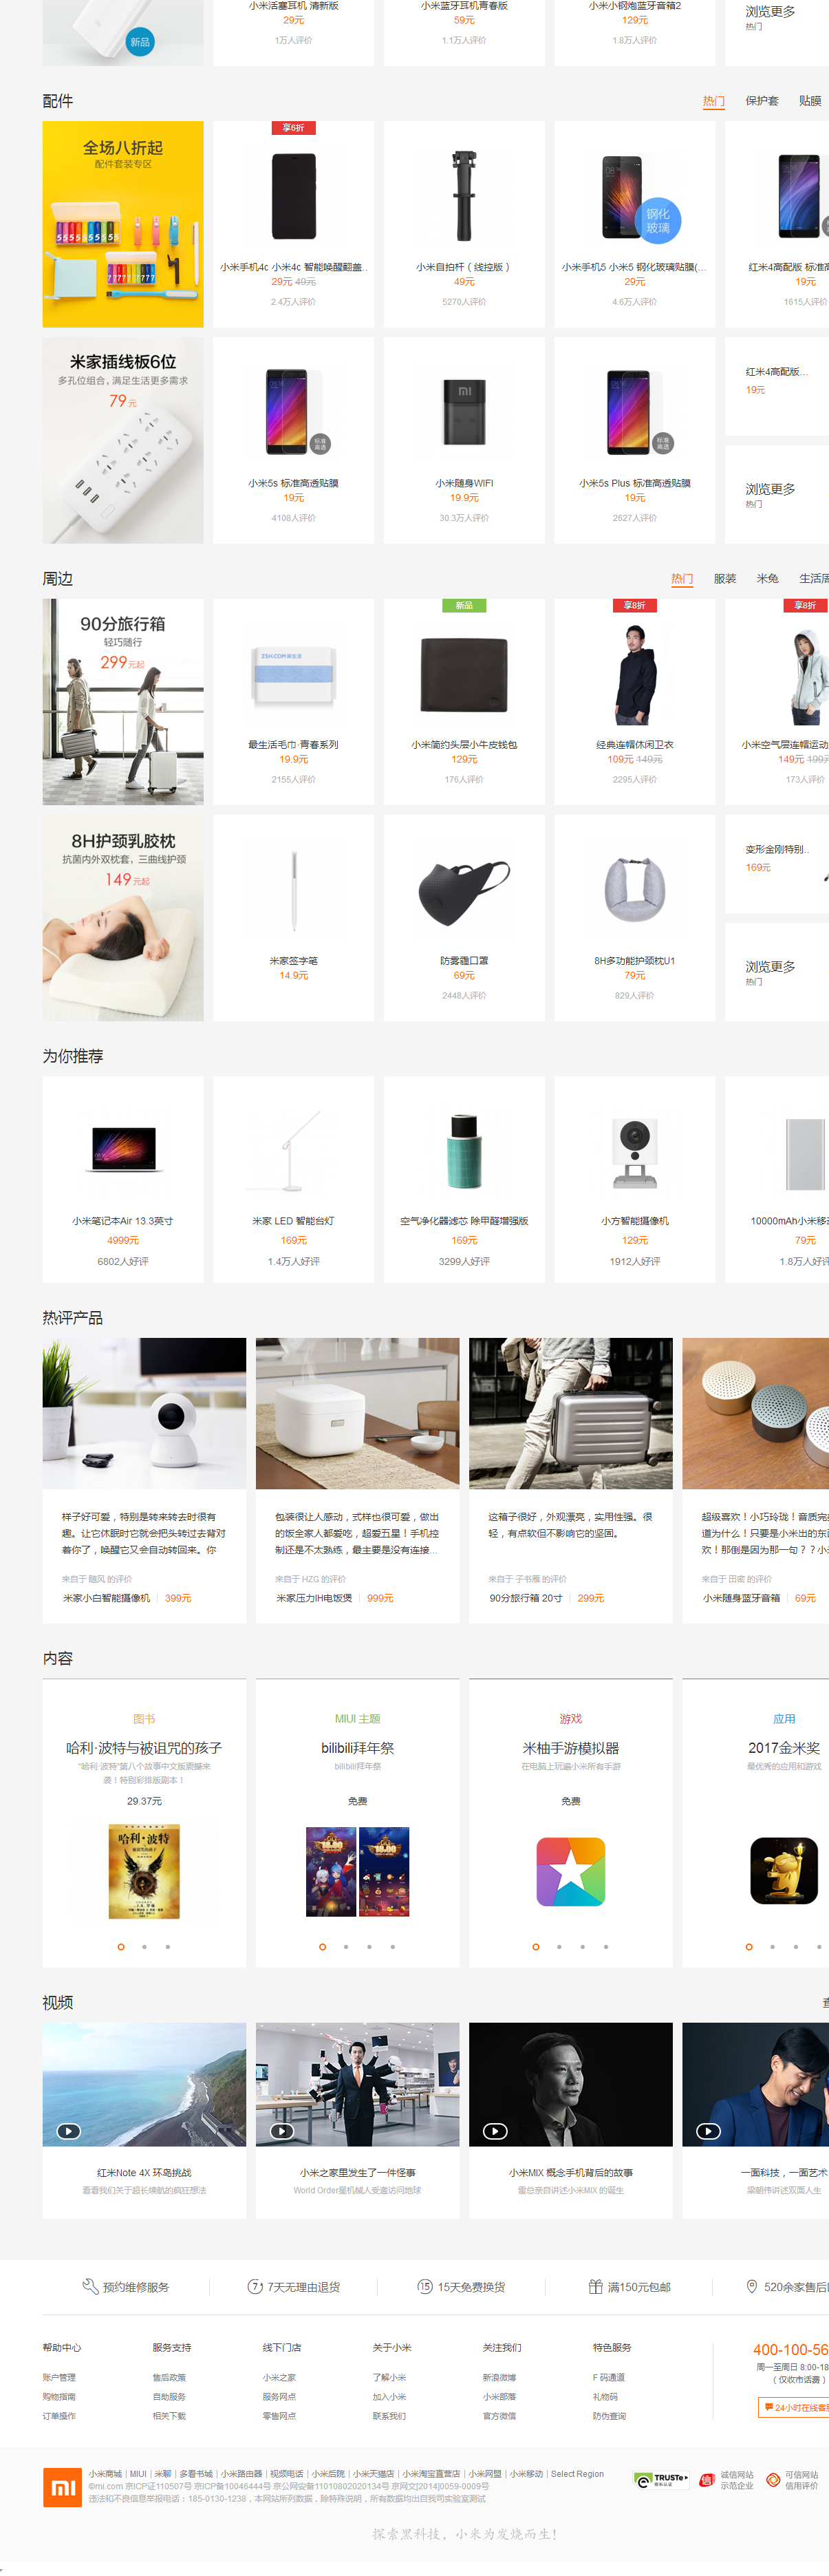 小米活塞耳机 清新版
小米蓝牙耳机青春版
小米小钢炮蓝牙音箱2
浏览更多
29元
59元
129元
热门
新品
1万人评价
1.1万人评价
1.8万人评价
配件
热门
保护套
贴膜
全场八折起
配件套装专区
享6折
钢化
玻璃
小米手机4c 小米4c 智能唤醒翻盖..
小米自拍杆（线控版）
小米手机5 小米5 钢化玻璃贴膜(...
红米4高配版 标准高
29元 49元
49元
29元
19元
2.4万人评价
5270人评价
4.6万人评价
1615人评价
米家插线板6位
多孔位组合, 满足生活更多需求
79元
标准
高透
mi
标准
高透
红米4高配版...
19元
小米5s 标准高透贴膜
小米随身WIFI
小米5s Plus 标准高透贴膜
浏览更多
19元
19.9元
19元
热门
4108人评价
30.3万人评价
2627人评价
周边
热门
服装
米兔
生活周
90分旅行箱
轻巧随行
299元起
新品
享8折
享8折
ZSH.COM
最生活毛巾·青春系列
小米简约头层小牛皮钱包
经典连帽休闲卫衣
小米空气层连帽运动
19.9元
129元
109元 149元
149元 199元
2155人评价
176人评价
2295人评价
173人评价
8H护颈乳胶枕
抗菌内外双枕套，三曲线护颈
149元起
变形金刚特别..
169元
米家签字笔
防雾霾口罩
8H多功能护颈枕U1
浏览更多
14.9元
69元
79元
热门
2448人评价
829人评价
为你推荐
小米笔记本Air 13.3英寸
米家 LED 智能台灯
空气净化器滤芯 除甲醛增强版
小方智能摄像机
10000mAh小米移
4999元
169元
169元
129元
79元
6802人好评
1.4万人好评
3299人好评
1912人好评
1.8万人好评
热评产品
样子好可爱，特别是转来转去时很有
趣。让它休眠时它就会把头转过去背对
着你了，唤醒它又会自动转回来。你
来自于 飓风 的评价
米家小白智能摄像机 | 399元
包装很让人感动，式样也很可爱，做出
的饭全家人都爱吃，超爱五星！手机控
制还是不太熟练，最主要是没有连接...
来自于 HZG 的评价
米家压力IH电饭煲 | 999元
这箱子很好，外观漂亮，实用性强。很
轻，有点软但不影响它的坚固。
来自于 子书雁 的评价
90分旅行箱 20寸 | 299元
超级喜欢！小巧玲珑！音质完
道为什么！只要是小米出的东
欢！那倒是因为那一句？？小
来自于 田密 的评价
小米随身蓝牙音箱 | 69元
内容
图书
哈利·波特与被诅咒的孩子
“哈利·波特”第八个故事中文版震撼来
袭！特别彩排版剧本！
29.37元
哈利·波特
MIUI 主题
bilibili拜年祭
bilibili拜年祭
免费
游戏
米柚手游模拟器
在电脑上玩遍小米所有手游
免费
应用
2017金米奖
最优秀的应用和游戏
视频
红米Note 4X 环岛挑战
看看我们关于超长续航的疯狂想法
小米之家里发生了一件怪事
World Order星机械人受邀访问地球
小米MIX 概念手机背后的故事
雷总亲自讲述小米MIX 的诞生
一面科技，一面艺术
梁朝伟讲述双面人生
预约维修服务
7天无理由退货
15天免费换货
满150元包邮
520余家售后
帮助中心
服务支持
线下门店
关于小米
关注我们
特色服务
400-100-56
账户管理
售后政策
小米之家
了解小米
新浪微博
F 码通道
周一至周日 8:00-18
购物指南
自助服务
服务网点
加入小米
小米部落
礼物码
（仅收市话费）
订单操作
相关下载
零售网点
联系我们
官方微信
防伪查询
24小时在线客
mi
小米商城 | MIUI | 米聊 | 多看书城 | 小米路由器 | 视频电话 | 小米后院 | 小米天猫店 | 小米淘宝直营店 | 小米网盟 | 小米移动 | Select Region
©mi.com 京ICP证110507号 京ICP备10046444号 京公网安备11010802020134号 京网文[2014]0059-0009号
违法和不良信息举报电话：185-0130-1238，本网站所列数据，除特殊说明，所有数据均出自我司实验室测试
TRUSTe
诚信网站
示范企业
可信网站
信用评价
探索黑科技，小米为发烧而生!